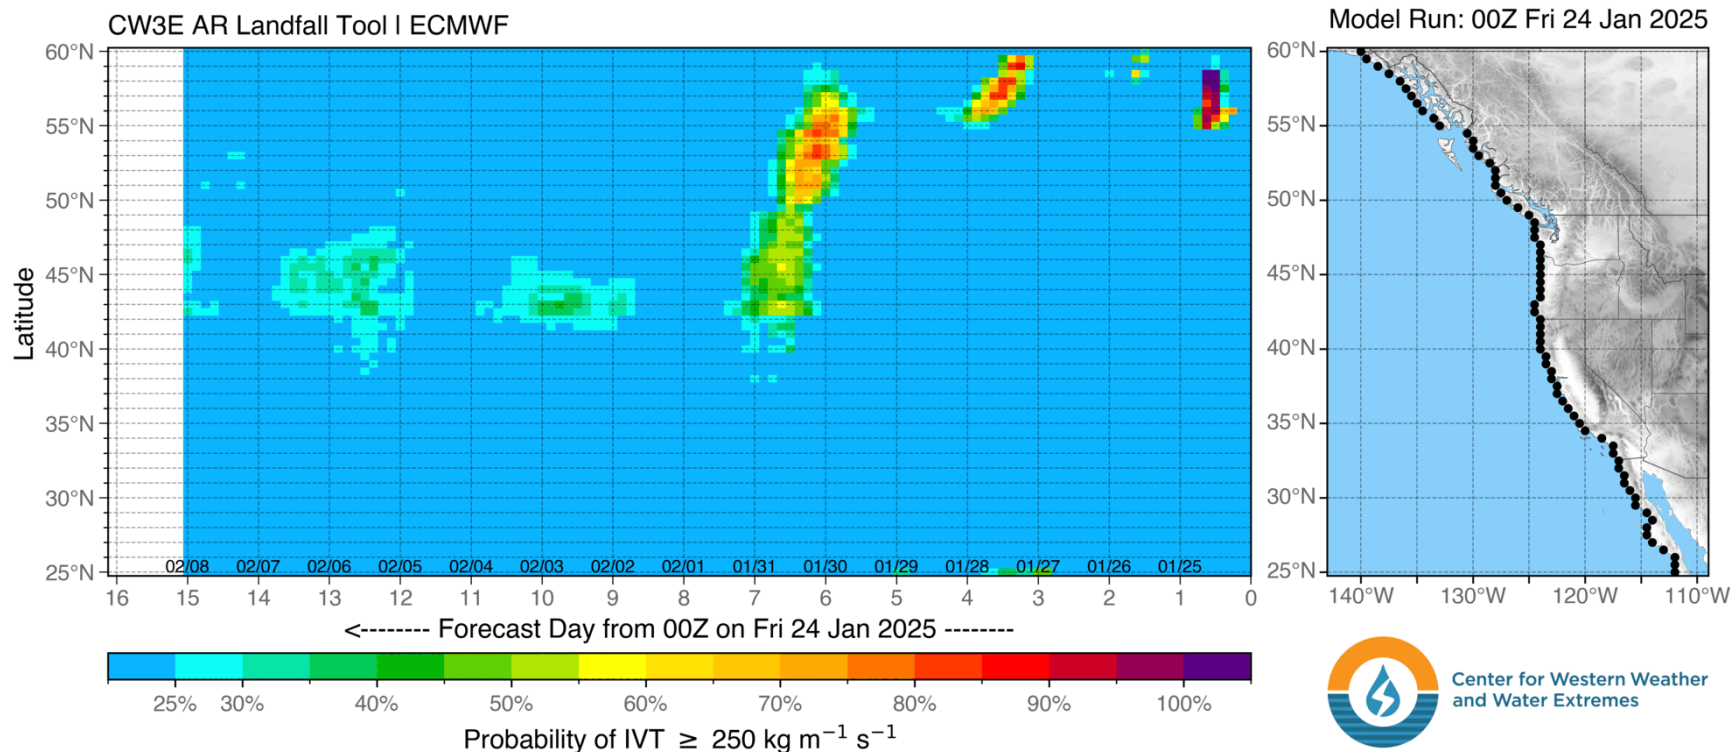 CW3E AR Landfall Tool | ECMWF
Model Run: 00Z Fri 24 Jan 2025
60°N
55°N
50°N
45°N
40°N
35°N
30°N
25°N
Latitude
02/08 02/07 02/06 02/05 02/04 02/03 02/02 02/01 01/31 01/30 01/29 01/28 01/27 01/26 01/25
16 15 14 13 12 11 10 9 8 7 6 5 4 3 2 1 0
<-------- Forecast Day from 00Z on Fri 24 Jan 2025 --------
60°N
55°N
50°N
45°N
40°N
35°N
30°N
25°N
140°W 130°W 120°W 110°W
25% 30% 40% 50% 60% 70% 80% 90% 100%
Probability of IVT ≥ 250 kg m⁻¹ s⁻¹
Center for Western Weather
and Water Extremes